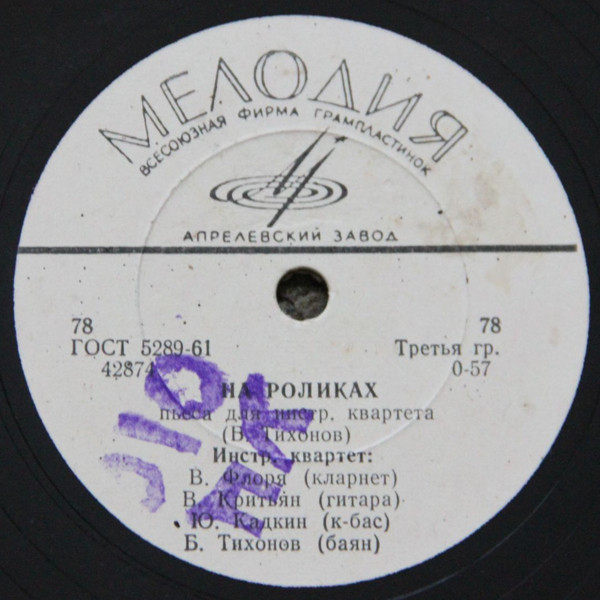 МЕЛОДИЯ
ВСЕСОЮЗНАЯ ФИРМА ГРАМПЛАСТИНОК
АПРЕЛЕВСКИЙ ЗАВОД
78 78
ГОСТ 5289-61 Третья гр.
42874 0-57
НА РОЛИКАХ
пьеса для инстр. квартета
(Б. Тихонов)
Инстр. квартет:
В. Флоря (кларнет)
В. Критьян (гитара)
Ю. Кадкин (к-бас)
Б. Тихонов (баян)